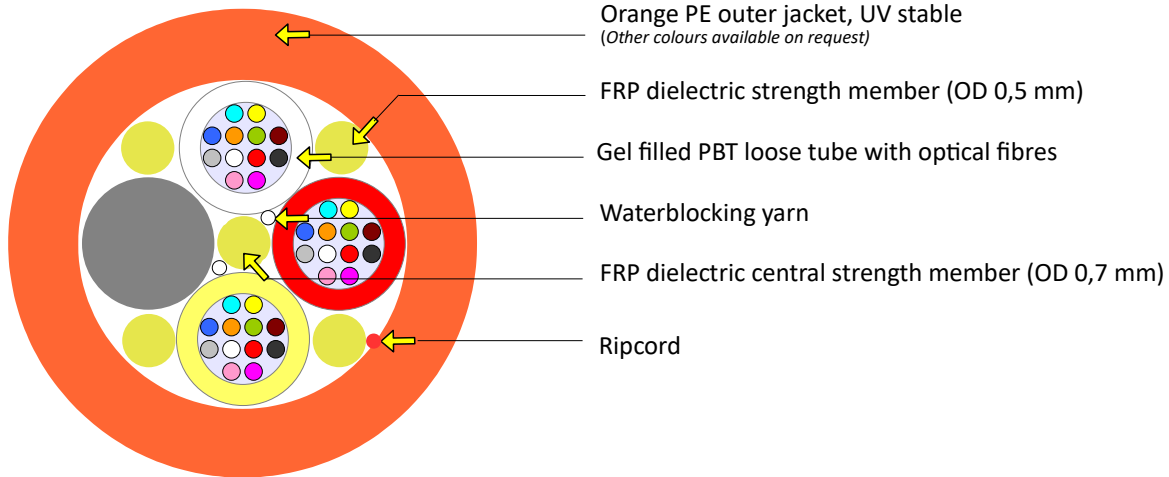 Orange PE outer jacket, UV stable
(Other colours available on request)
FRP dielectric strength member (OD 0,5 mm)
Gel filled PBT loose tube with optical fibres
Waterblocking yarn
FRP dielectric central strength member (OD 0,7 mm)
Ripcord